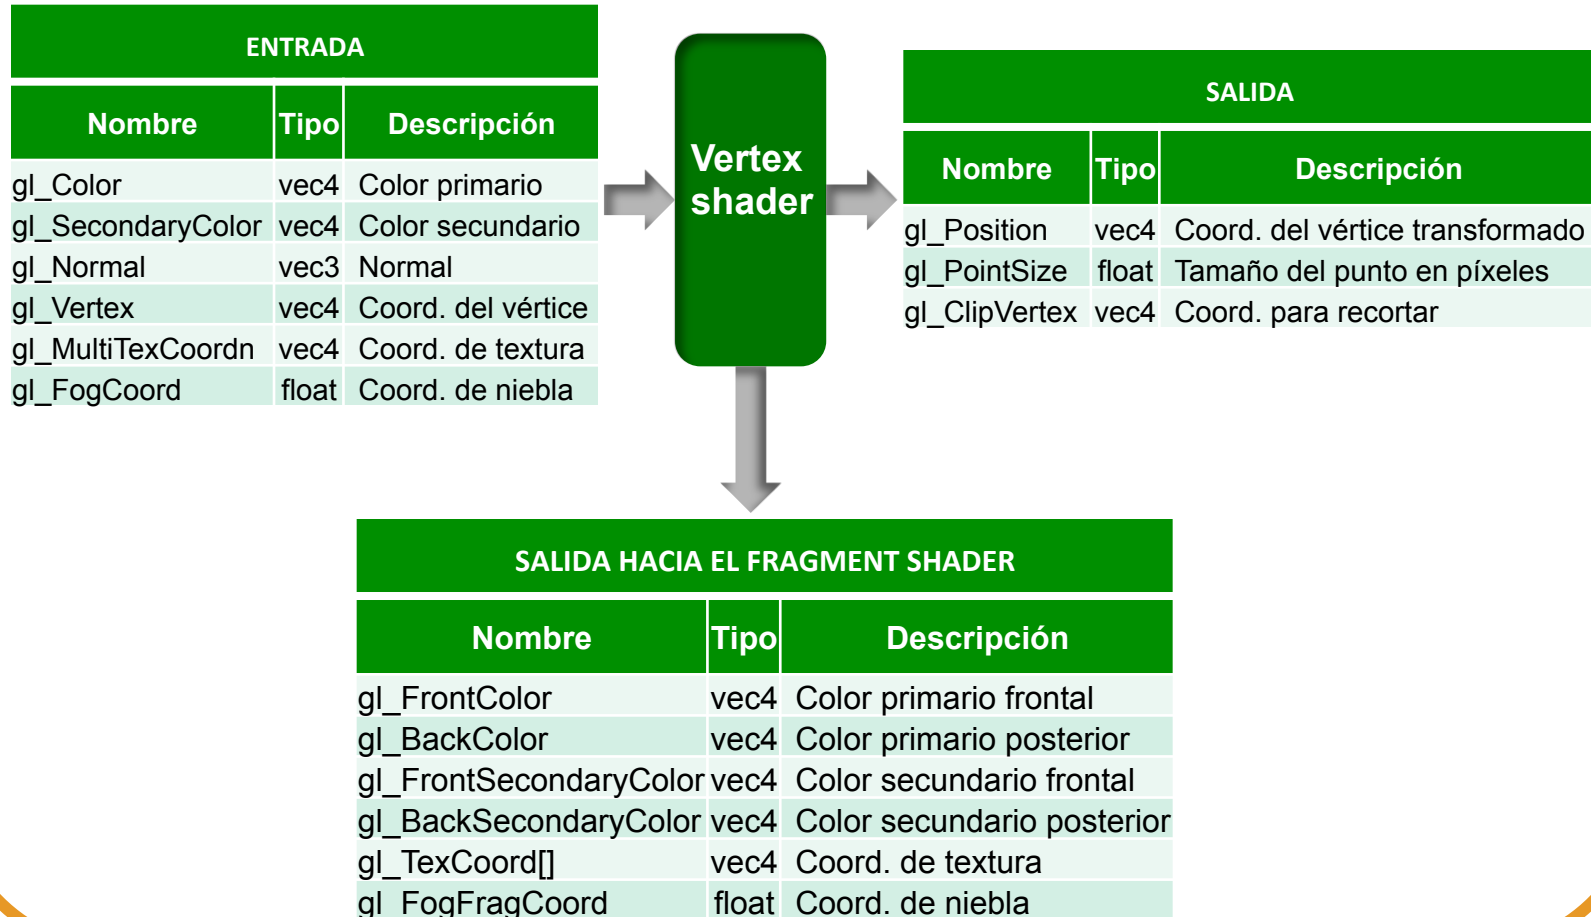 ENTRADA
Nombre Tipo Descripción
gl_Color vec4 Color primario
gl_SecondaryColor vec4 Color secundario
gl_Normal vec3 Normal
gl_Vertex vec4 Coord. del vértice
gl_MultiTexCoordn vec4 Coord. de textura
gl_FogCoord float Coord. de niebla
Vertex
shader
SALIDA
Nombre Tipo Descripción
gl_Position vec4 Coord. del vértice transformado
gl_PointSize float Tamaño del punto en píxeles
gl_ClipVertex vec4 Coord. para recortar
SALIDA HACIA EL FRAGMENT SHADER
Nombre Tipo Descripción
gl_FrontColor vec4 Color primario frontal
gl_BackColor vec4 Color primario posterior
gl_FrontSecondaryColor vec4 Color secundario frontal
gl_BackSecondaryColor vec4 Color secundario posterior
gl_TexCoord[] vec4 Coord. de textura
gl_FogFragCoord float Coord. de niebla